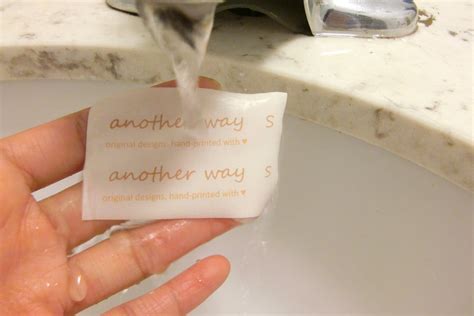 another way S
original designs, hand-printed with ♥
another way S
original designs, hand-printed with ♥